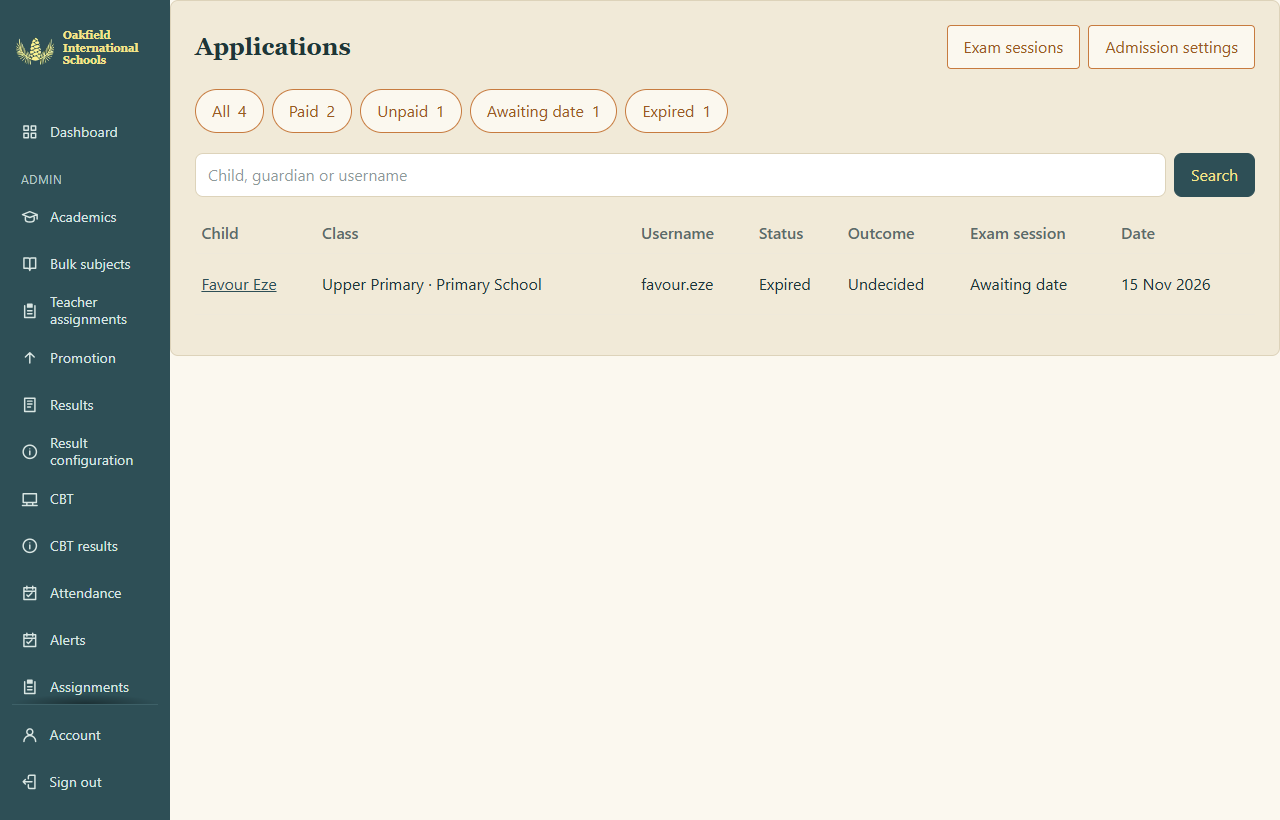 Oakfield
International
Schools
Dashboard
ADMIN
Academics
Bulk subjects
Teacher
assignments
Promotion
Results
Result
configuration
CBT
CBT results
Attendance
Alerts
Assignments
Account
Sign out
Applications
Exam sessions
Admission settings
All 4
Paid 2
Unpaid 1
Awaiting date 1
Expired 1
Child, guardian or username
Search
Child Class Username Status Outcome Exam session Date
Favour Eze Upper Primary · Primary School favour.eze Expired Undecided Awaiting date 15 Nov 2026